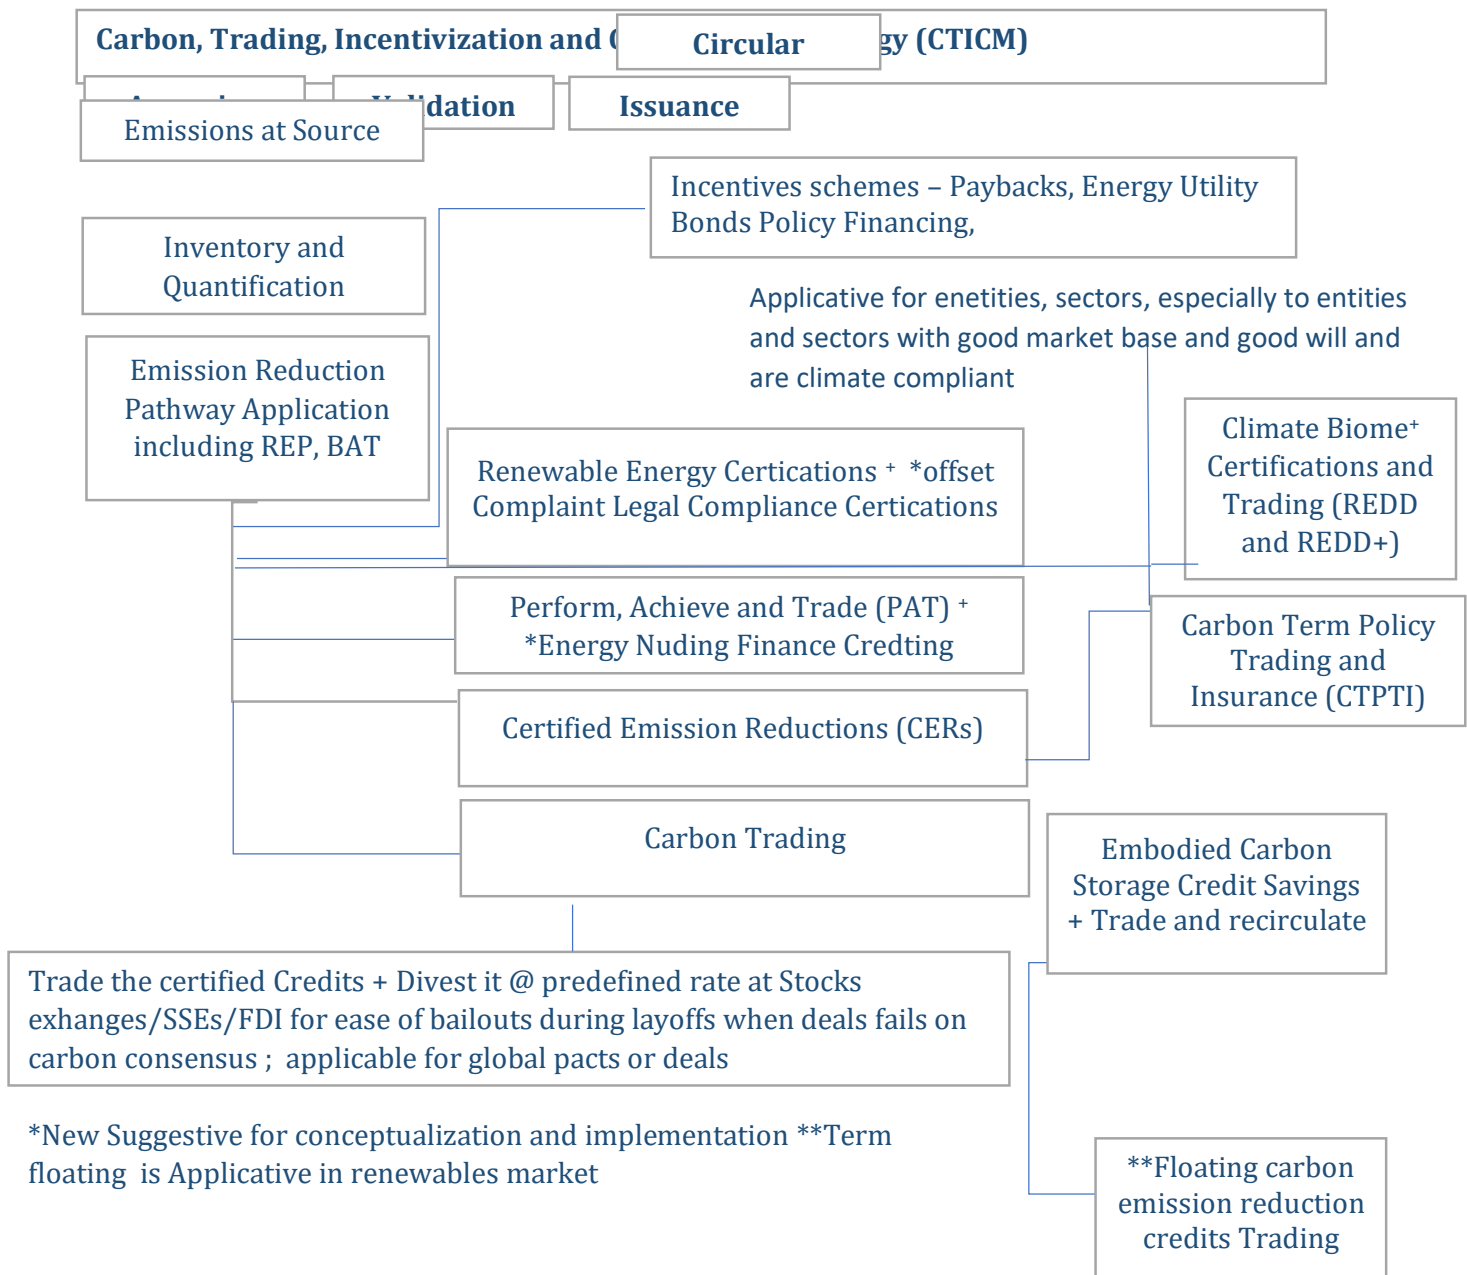 Carbon, Trading, Incentivization and
Circular
gy (CTICM)
dation
Issuance
Emissions at Source
Incentives schemes – Paybacks, Energy Utility
Bonds Policy Financing,
Inventory and
Quantification
Applicative for enetities, sectors, especially to entities
and sectors with good market base and good will and
are climate compliant
Emission Reduction
Pathway Application
including REP, BAT
Climate Biome⁺
Certifications and
Trading (REDD
and REDD+)
Renewable Energy Certications ⁺ *offset
Complaint Legal Compliance Certications
Perform, Achieve and Trade (PAT) ⁺
*Energy Nuding Finance Credting
Carbon Term Policy
Trading and
Insurance (CTPTI)
Certified Emission Reductions (CERs)
Carbon Trading
Embodied Carbon
Storage Credit Savings
+ Trade and recirculate
Trade the certified Credits + Divest it @ predefined rate at Stocks
exhanges/SSEs/FDI for ease of bailouts during layoffs when deals fails on
carbon consensus ; applicable for global pacts or deals
*New Suggestive for conceptualization and implementation **Term
floating is Applicative in renewables market
**Floating carbon
emission reduction
credits Trading